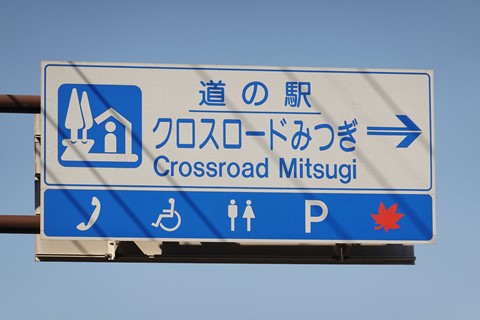 道の駅
クロスロードみつぎ
Crossroad Mitsugi
P